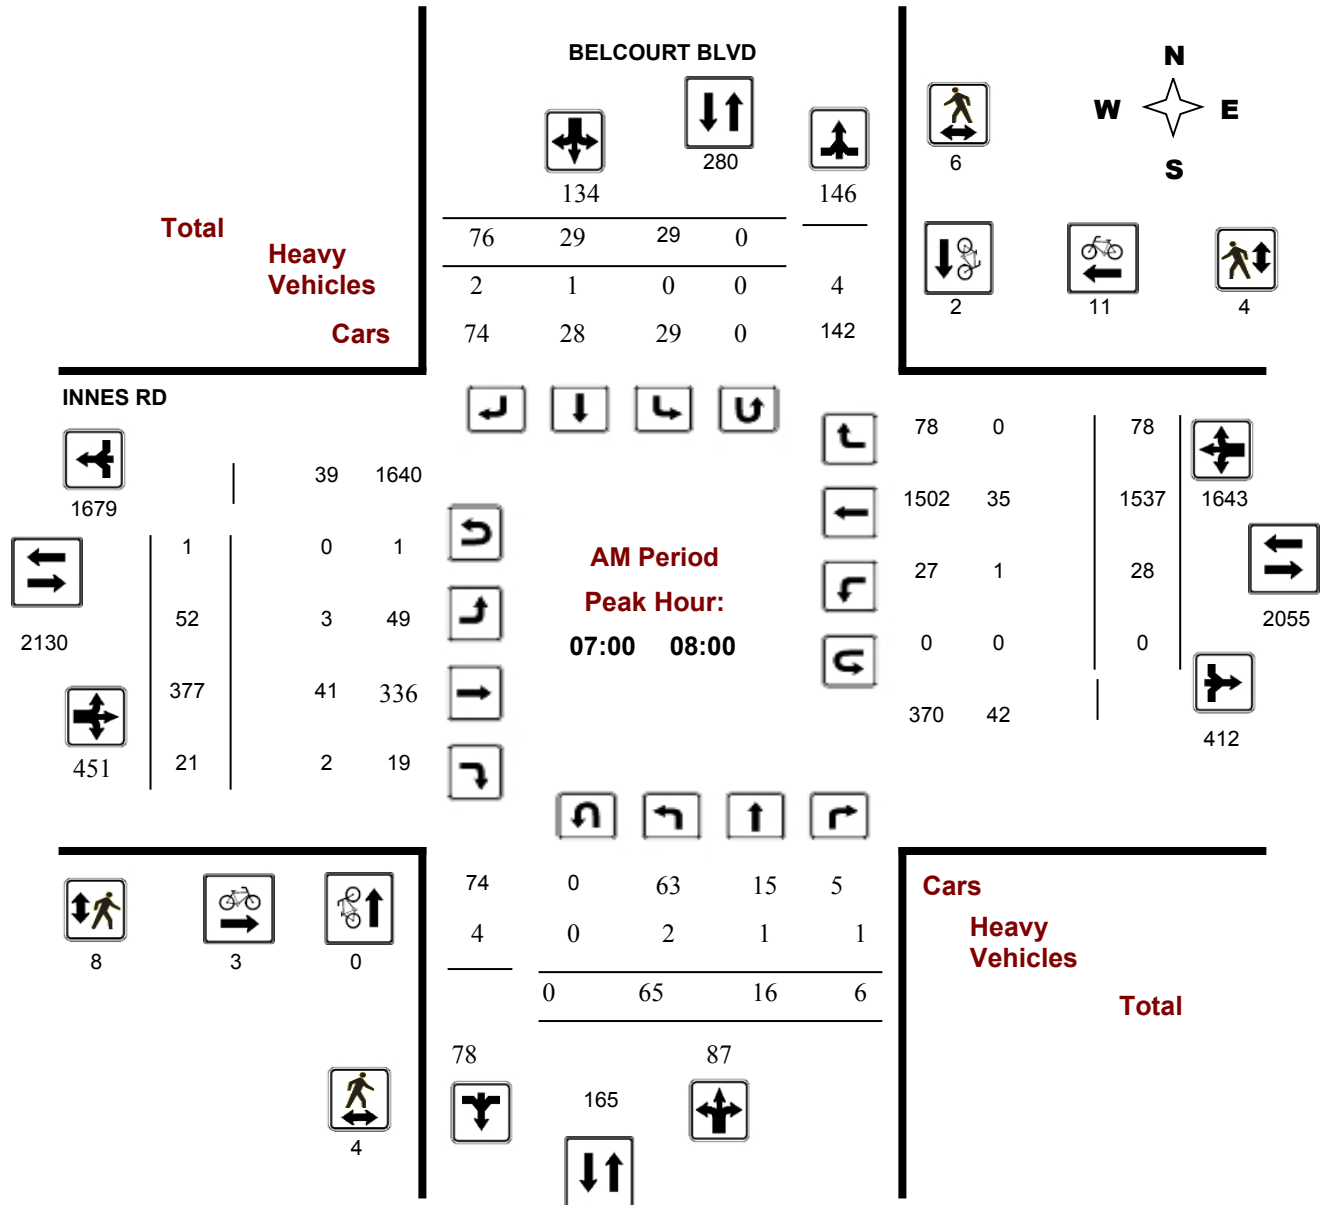 BELCOURT BLVD
N
W E
S
280
6
134 146
Total
76 29 29 0
Heavy
Vehicles
2 1 0 0 4
Cars
74 28 29 0 142
2 11 4
INNES RD
78 0 78
39 1640
1679
1502 35 1537 1643
1 0 1
AM Period
27 1 28
Peak Hour:
52 3 49
2055
2130
07:00 08:00
0 0 0
377 41 336
370 42
412
451 21 2 19
74 0 63 15 5
Cars
4 0 2 1 1
Heavy
Vehicles
8 3 0
0 65 16 6
Total
78 87
165
4